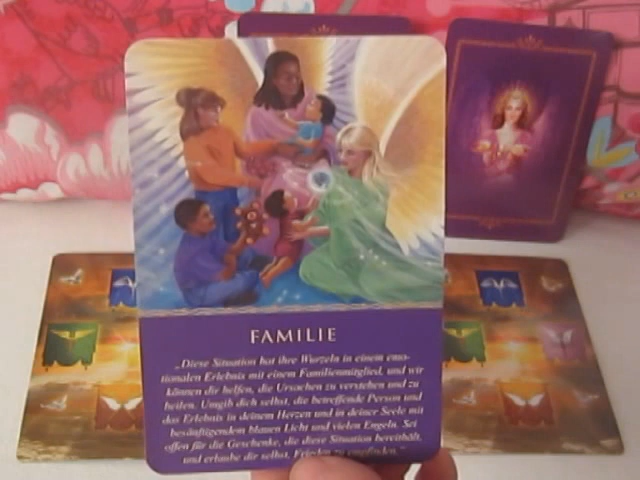 FAMILIE
„Diese Situation hat ihre Wurzeln in einem emo-
tionalen Erlebnis mit einem Familienmitglied, und wir
können dir helfen, die Ursachen zu verstehen und zu
heilen. Umgib dich selbst, die betreffende Person und
das Erlebnis in deinem Herzen und in deiner Seele mit
besänftigendem blauen Licht und vielen Engeln. Sei
offen für die Geschenke, die diese Situation bereithält,
und erlaube dir selbst, Frieden zu empfinden.“